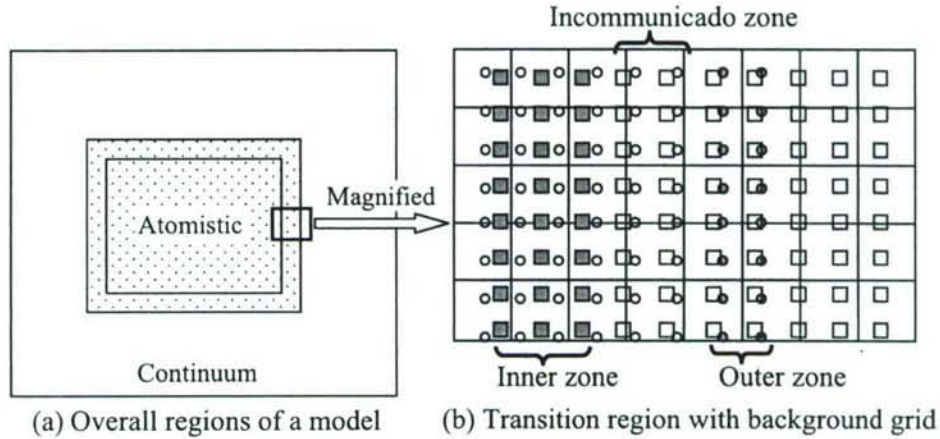 Incommunicado zone
Atomistic
Magnified
Continuum
Inner zone
Outer zone
(a) Overall regions of a model
(b) Transition region with background grid